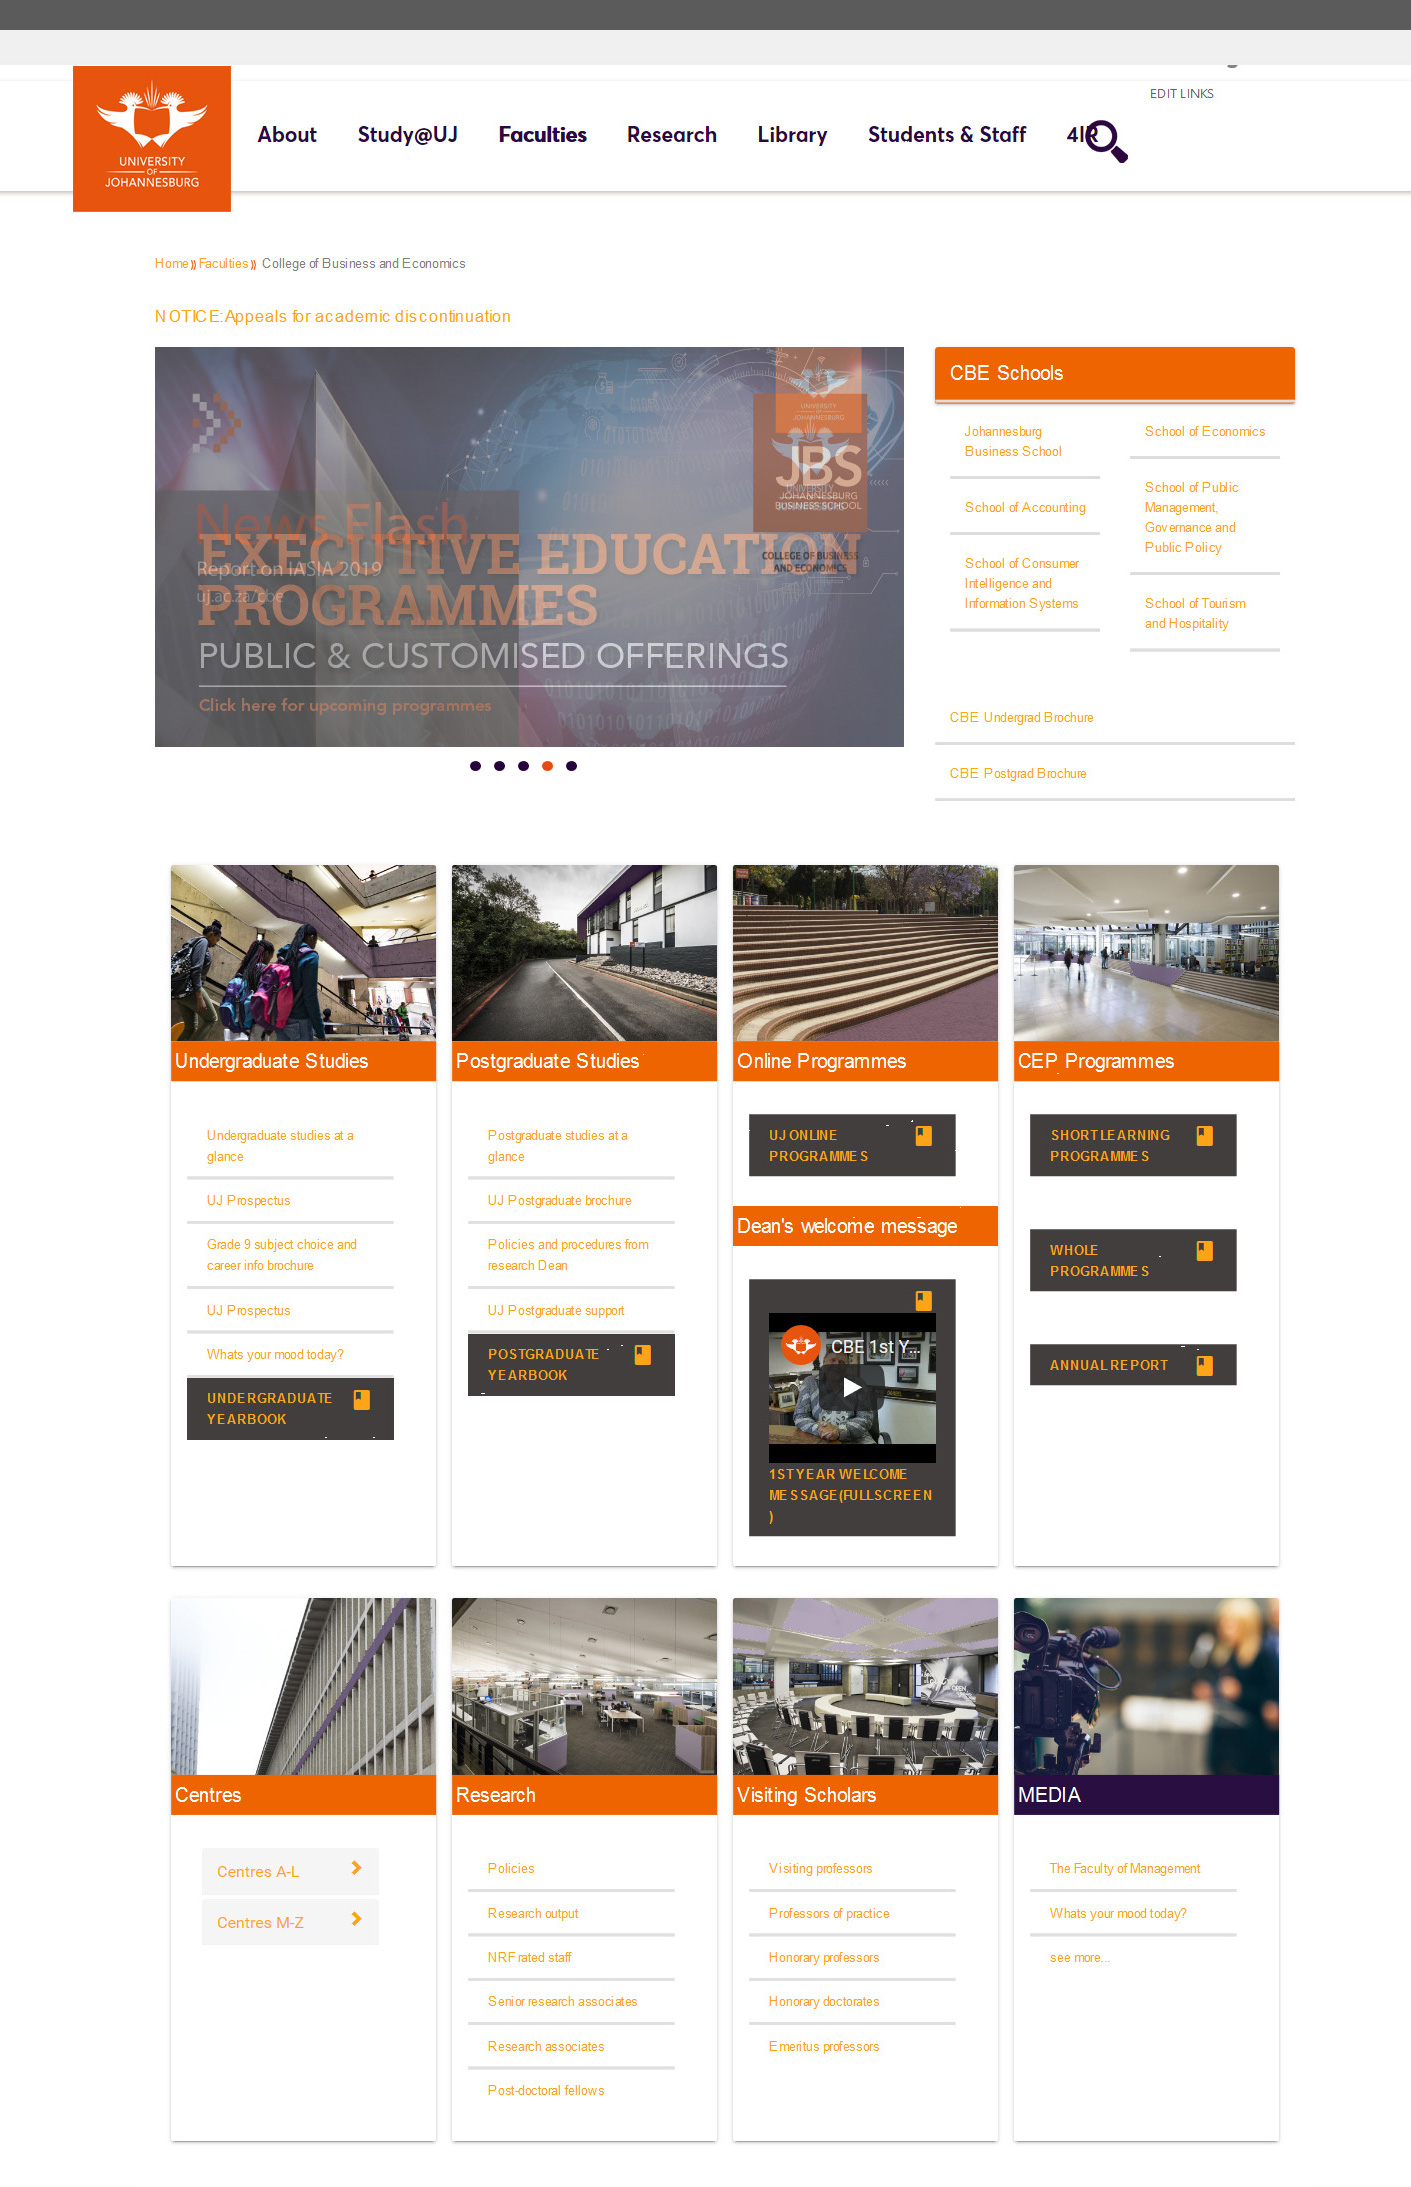 EDIT LINKS
UNIVERSITY
OF
JOHANNESBURG
About Study@UJ Faculties Research Library Students & Staff 4IR
Home » Faculties » College of Business and Economics
NOTICE:Appeals for academic discontinuation
UNIVERSITY
OF
JOHANNESBURG
JBS
UNIVERSITY
JOHANNESBURG
BUSINESS SCHOOL
COLLEGE OF BUSINESS
AND ECONOMICS
News Flash
EXECUTIVE EDUCATION
Report on IASIA 2019
uj.ac.za/cbe
PROGRAMMES
PUBLIC & CUSTOMISED OFFERINGS
Click here for upcoming programmes
CBE Schools
Johannesburg
Business School
School of Accounting
School of Consumer
Intelligence and
Information Systems
School of Economics
School of Public
Management,
Governance and
Public Policy
School of Tourism
and Hospitality
CBE Undergrad Brochure
CBE Postgrad Brochure
Undergraduate Studies
Undergraduate studies at a
glance
UJ Prospectus
Grade 9 subject choice and
career info brochure
UJ Prospectus
Whats your mood today?
UNDERGRADUATE
YEARBOOK
Postgraduate Studies
Postgraduate studies at a
glance
UJ Postgraduate brochure
Policies and procedures from
research Dean
UJ Postgraduate support
POSTGRADUATE
YEARBOOK
Online Programmes
UJ ONLINE
PROGRAMMES
Dean's welcome message
CBE 1st Y...
1ST YEAR WELCOME
MESSAGE(FULLSCREEN
)
CEP Programmes
SHORT LEARNING
PROGRAMMES
WHOLE
PROGRAMMES
ANNUAL REPORT
Centres
Centres A-L
Centres M-Z
Research
Policies
Research output
NRF rated staff
Senior research associates
Research associates
Post-doctoral fellows
Visiting Scholars
Visiting professors
Professors of practice
Honorary professors
Honorary doctorates
Emeritus professors
MEDIA
The Faculty of Management
Whats your mood today?
see more...